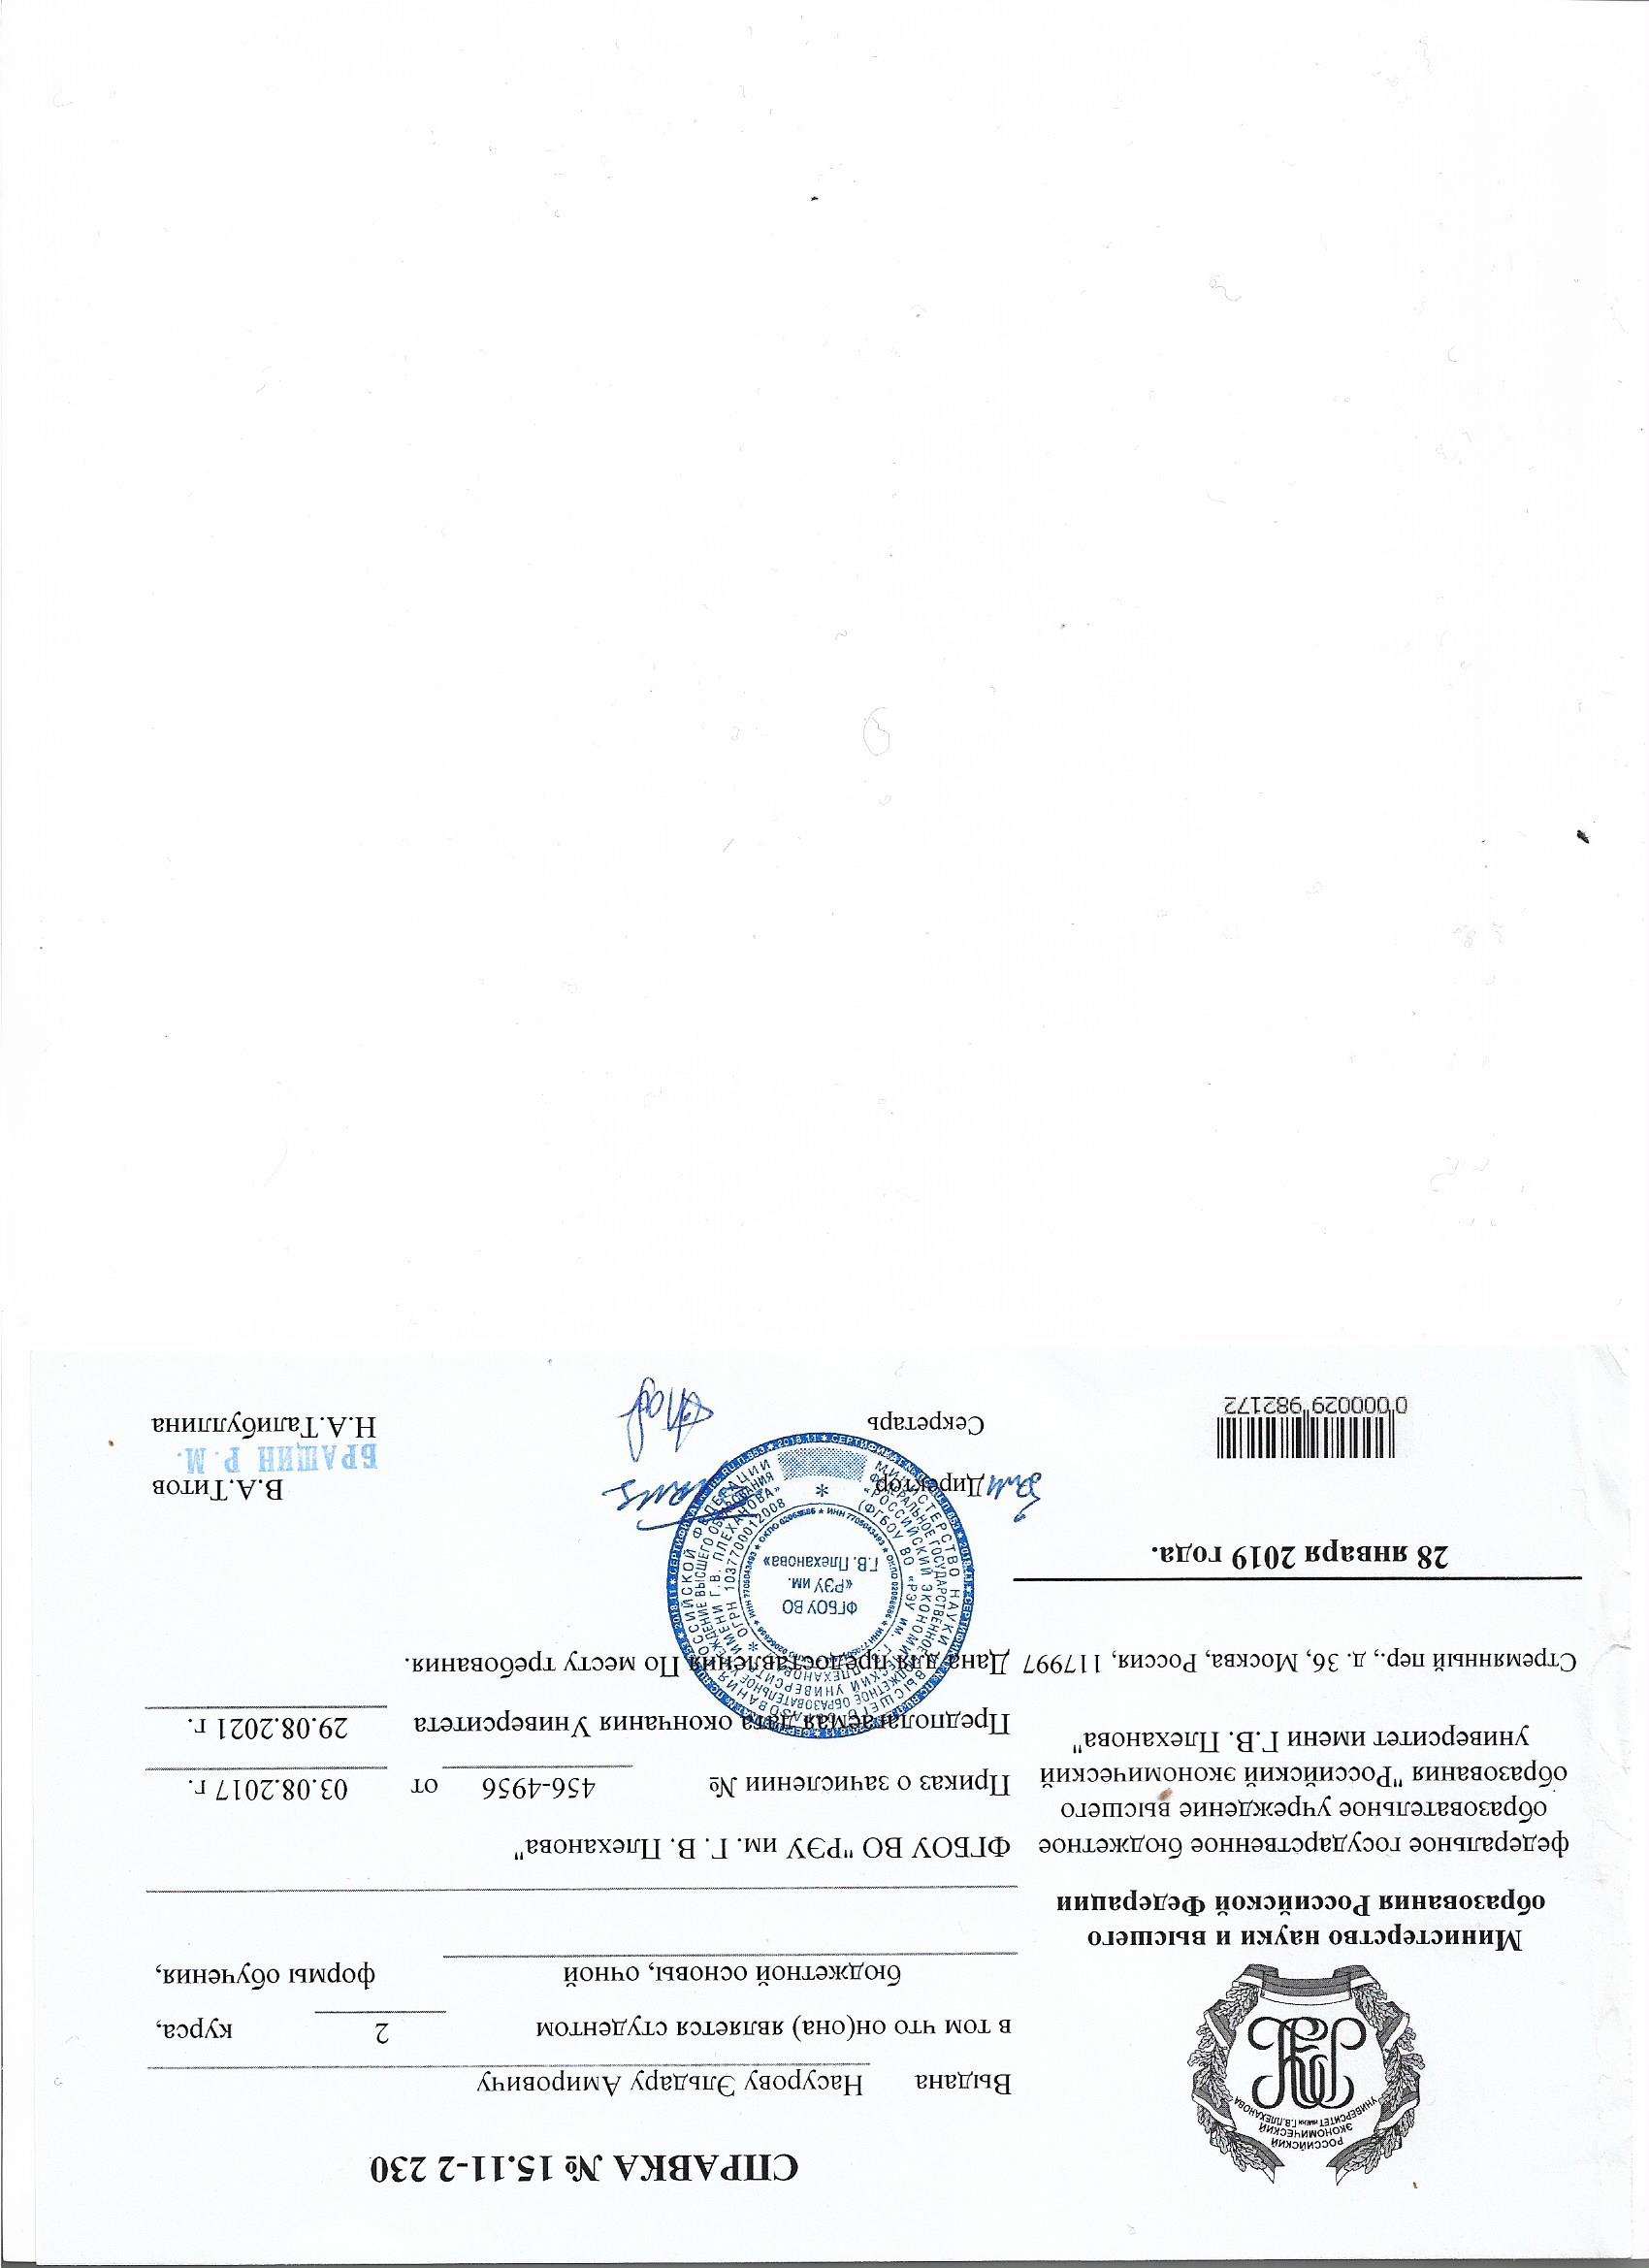 РОССИЙСКИЙ
ЭКОНОМИЧЕСКИЙ
УНИВЕРСИТЕТ ИМЕНИ Г.В.ПЛЕХАНОВА
Министерство науки и высшего
образования Российской Федерации
федеральное государственное бюджетное
образовательное учреждение высшего
образования "Российский экономический
университет имени Г.В. Плеханова"
Стремянный пер., д. 36, Москва, Россия, 117997
28 января 2019 года.
0 000029 982172
СПРАВКА № 15.11-2 230
Выдана Насурову Эльдару Амировичу
в том что он(она) является студентом 2 курса,
бюджетной основы, очной формы обучения,
ФГБОУ ВО "РЭУ им. Г. В. Плеханова"
Приказ о зачислении № 456-4956 от 03.08.2017 г.
Предполагаемая дата окончания Университета 29.08.2021 г.
Дана для предоставления По месту требования.
ФГБОУ ВО
«РЭУ им.
Г.В. Плеханова»
Директор В.А.Титов
БРАЩИН Р.М.
Секретарь Н.А.Талибуллина